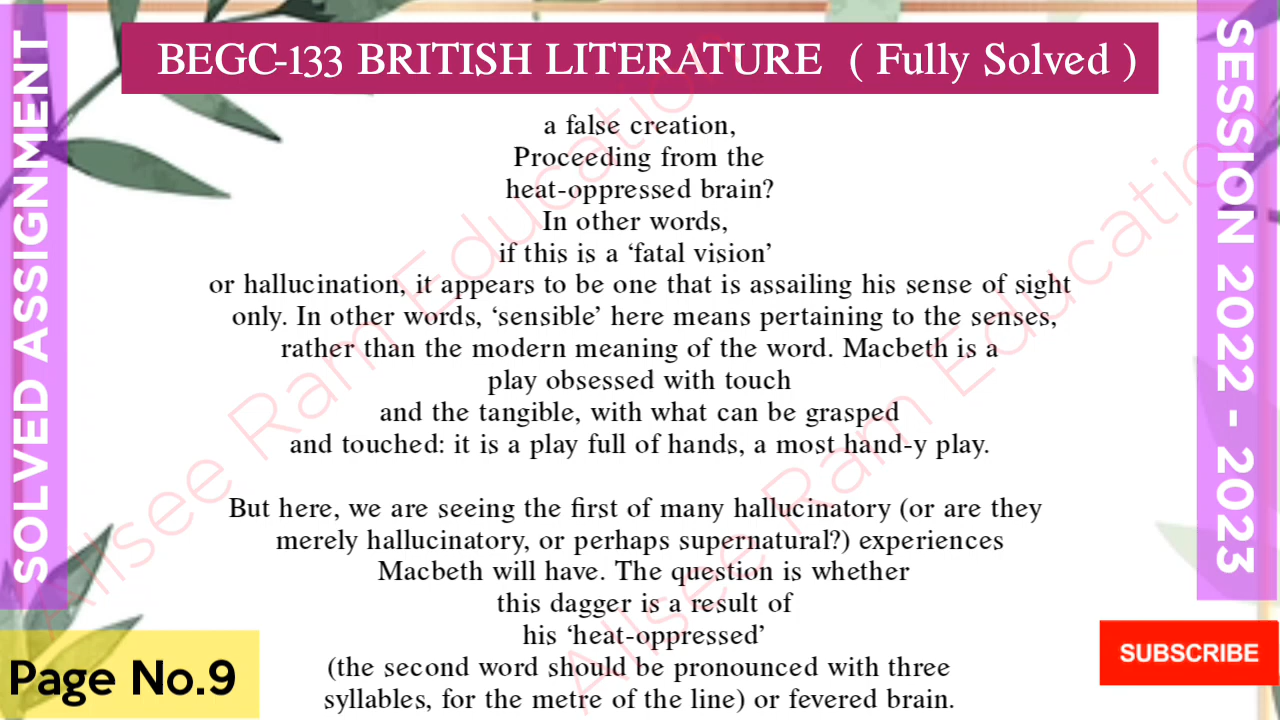 BEGC-133 BRITISH LITERATURE ( Fully Solved )
SOLVED ASSIGNMENT
SESSION 2022 - 2023
a false creation,
Proceeding from the
heat-oppressed brain?
In other words,
if this is a ‘fatal vision’
or hallucination, it appears to be one that is assailing his sense of sight
only. In other words, ‘sensible’ here means pertaining to the senses,
rather than the modern meaning of the word. Macbeth is a
play obsessed with touch
and the tangible, with what can be grasped
and touched: it is a play full of hands, a most hand-y play.
But here, we are seeing the first of many hallucinatory (or are they
merely hallucinatory, or perhaps supernatural?) experiences
Macbeth will have. The question is whether
this dagger is a result of
his ‘heat-oppressed’
(the second word should be pronounced with three
syllables, for the metre of the line) or fevered brain.
Page No.9
SUBSCRIBE
Allsee Ram Education
Allsee Ram Education